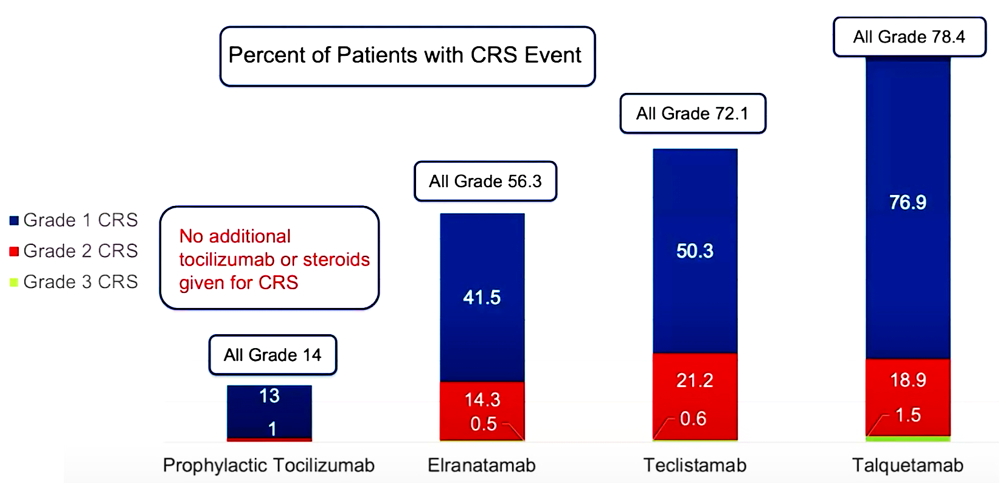 Percent of Patients with CRS Event
All Grade 78.4
All Grade 72.1
All Grade 56.3
Grade 1 CRS
Grade 2 CRS
Grade 3 CRS
No additional
tocilizumab or steroids
given for CRS
All Grade 14
13
1
41.5
14.3
0.5
50.3
21.2
0.6
76.9
18.9
1.5
Prophylactic Tocilizumab
Elranatamab
Teclistamab
Talquetamab